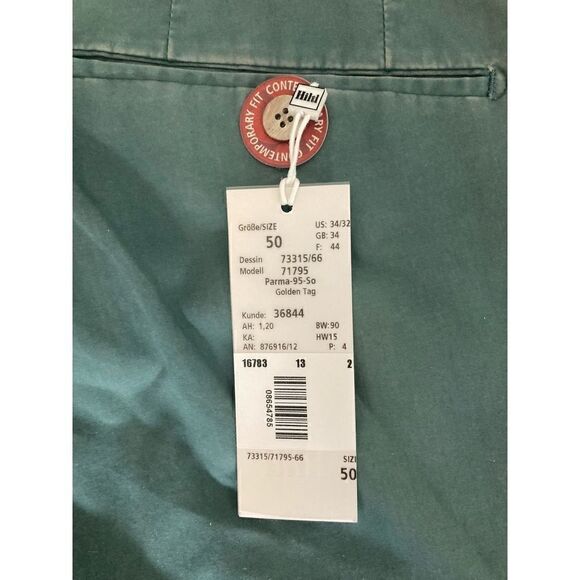 CONTEMPORARY FIT CONTEMPORARY FIT
Hiltl
Größe/SIZE US: 34/32
50 GB: 34
F: 44
Dessin 73315/66
Modell 71795
Parma-95-So
Golden Tag
Kunde: 36844
AH: 1,20 BW: 90
KA: HW15
AN: 876916/12 P: 4
16783 13 2
08654785
73315/71795-66 SIZ
50